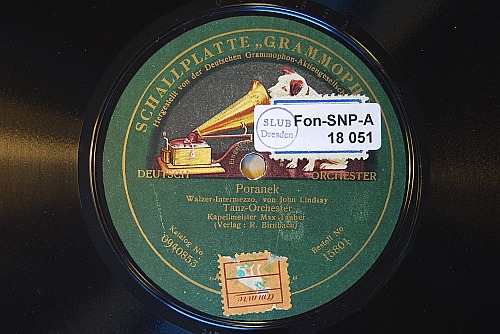 SCHALLPLATTE „GRAMMOPH
Hergestellt von der Deutschen Grammophon-Aktiengesellsch
SLUB
Dresden
Fon-SNP-A
18 051
DEUTSCH
ORCHESTER
Poranek
Walzer-Intermezzo, von John Lindsay
Tanz-Orchester
Kapellmeister Max Tauber
(Verlag: R. Birnbach)
Katalog No
0940853
Bestell No
15801